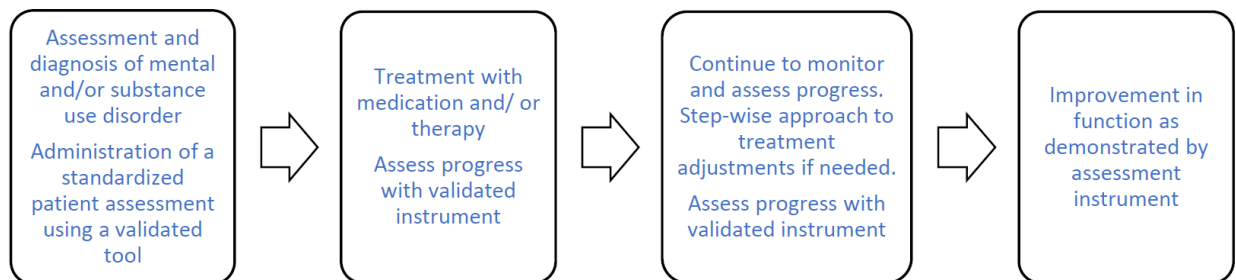 Assessment and
diagnosis of mental
and/or substance
use disorder
Administration of a
standardized
patient assessment
using a validated
tool
Treatment with
medication and/ or
therapy
Assess progress
with validated
instrument
Continue to monitor
and assess progress.
Step-wise approach to
treatment
adjustments if needed.
Assess progress with
validated instrument
Improvement in
function as
demonstrated by
assessment
instrument